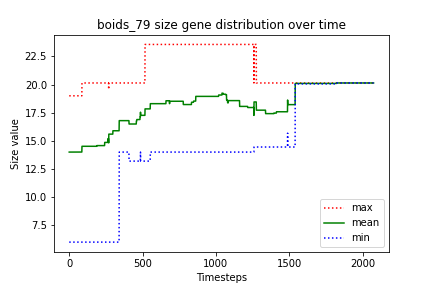 boids_79 size gene distribution over time
Size value
22.5
20.0
17.5
15.0
12.5
10.0
7.5
max
mean
min
0 500 1000 1500 2000
Timesteps